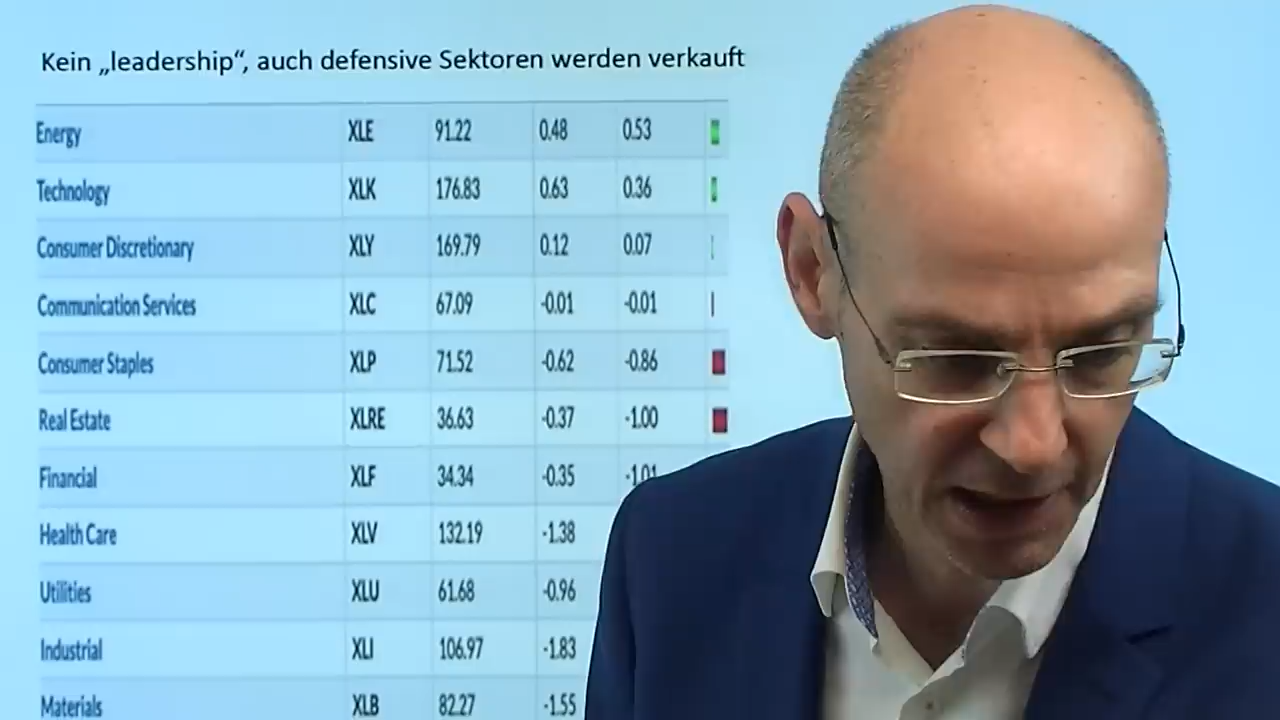 Kein „leadership“, auch defensive Sektoren werden verkauft
Energy XLE 91.22 0.48 0.53
Technology XLK 176.83 0.63 0.36
Consumer Discretionary XLY 169.79 0.12 0.07
Communication Services XLC 67.09 -0.01 -0.01
Consumer Staples XLP 71.52 -0.62 -0.86
Real Estate XLRE 36.63 -0.37 -1.00
Financial XLF 34.34 -0.35 -1.01
Health Care XLV 132.19 -1.38
Utilities XLU 61.68 -0.96
Industrial XLI 106.97 -1.83
Materials XLB 82.27 -1.55